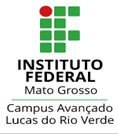 INSTITUTO
FEDERAL
Mato Grosso
Campus Avançado
Lucas do Rio Verde